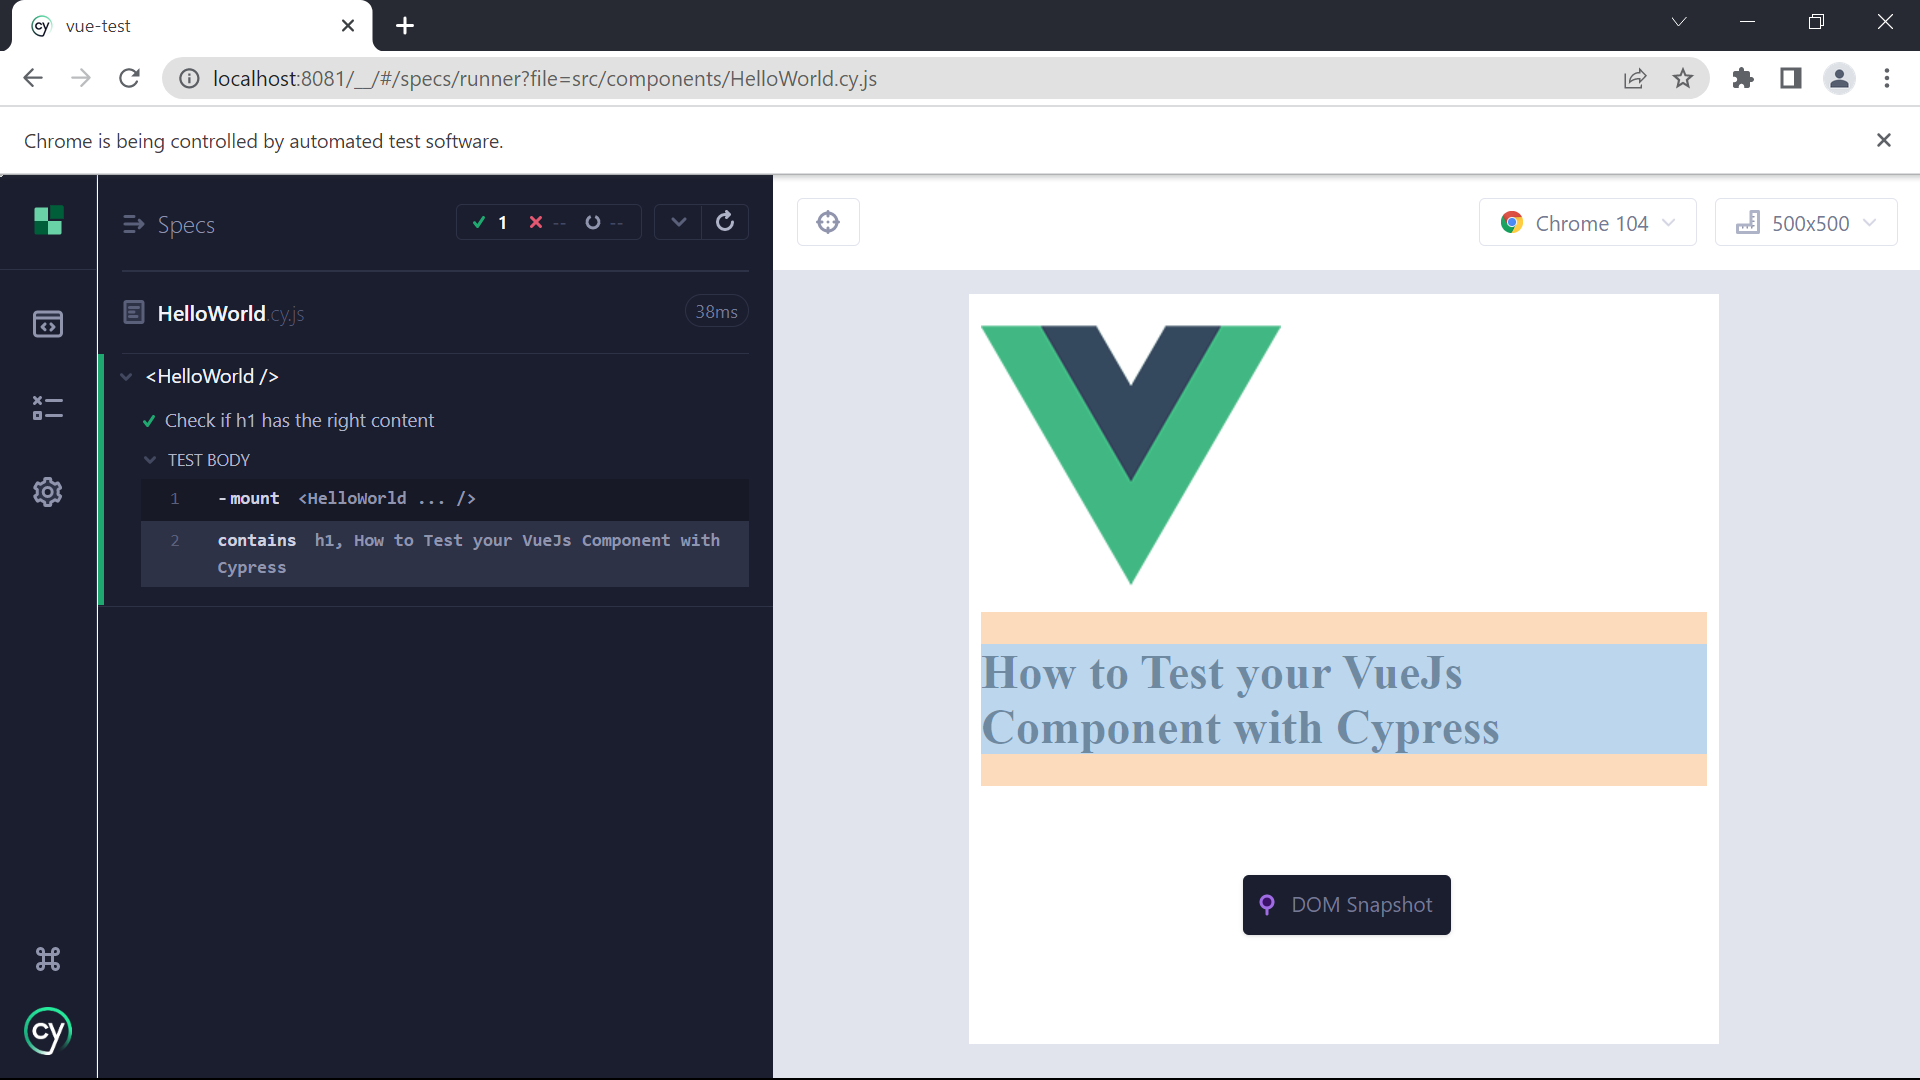 cy vue-test
localhost:8081/__/#/specs/runner?file=src/components/HelloWorld.cy.js
Chrome is being controlled by automated test software.
Specs
1 -- --
Chrome 104
500x500
HelloWorld.cy.js
38ms
<HelloWorld />
Check if h1 has the right content
TEST BODY
1 -mount <HelloWorld ... />
2 contains h1, How to Test your VueJs Component with
Cypress
How to Test your VueJs
Component with Cypress
DOM Snapshot
cy